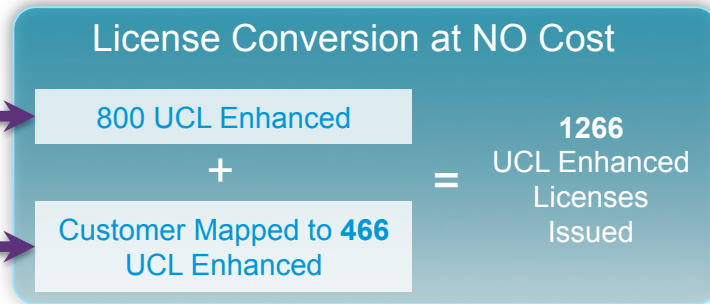 License Conversion at NO Cost
800 UCL Enhanced
+
Customer Mapped to 466
UCL Enhanced
=
1266
UCL Enhanced
Licenses
Issued